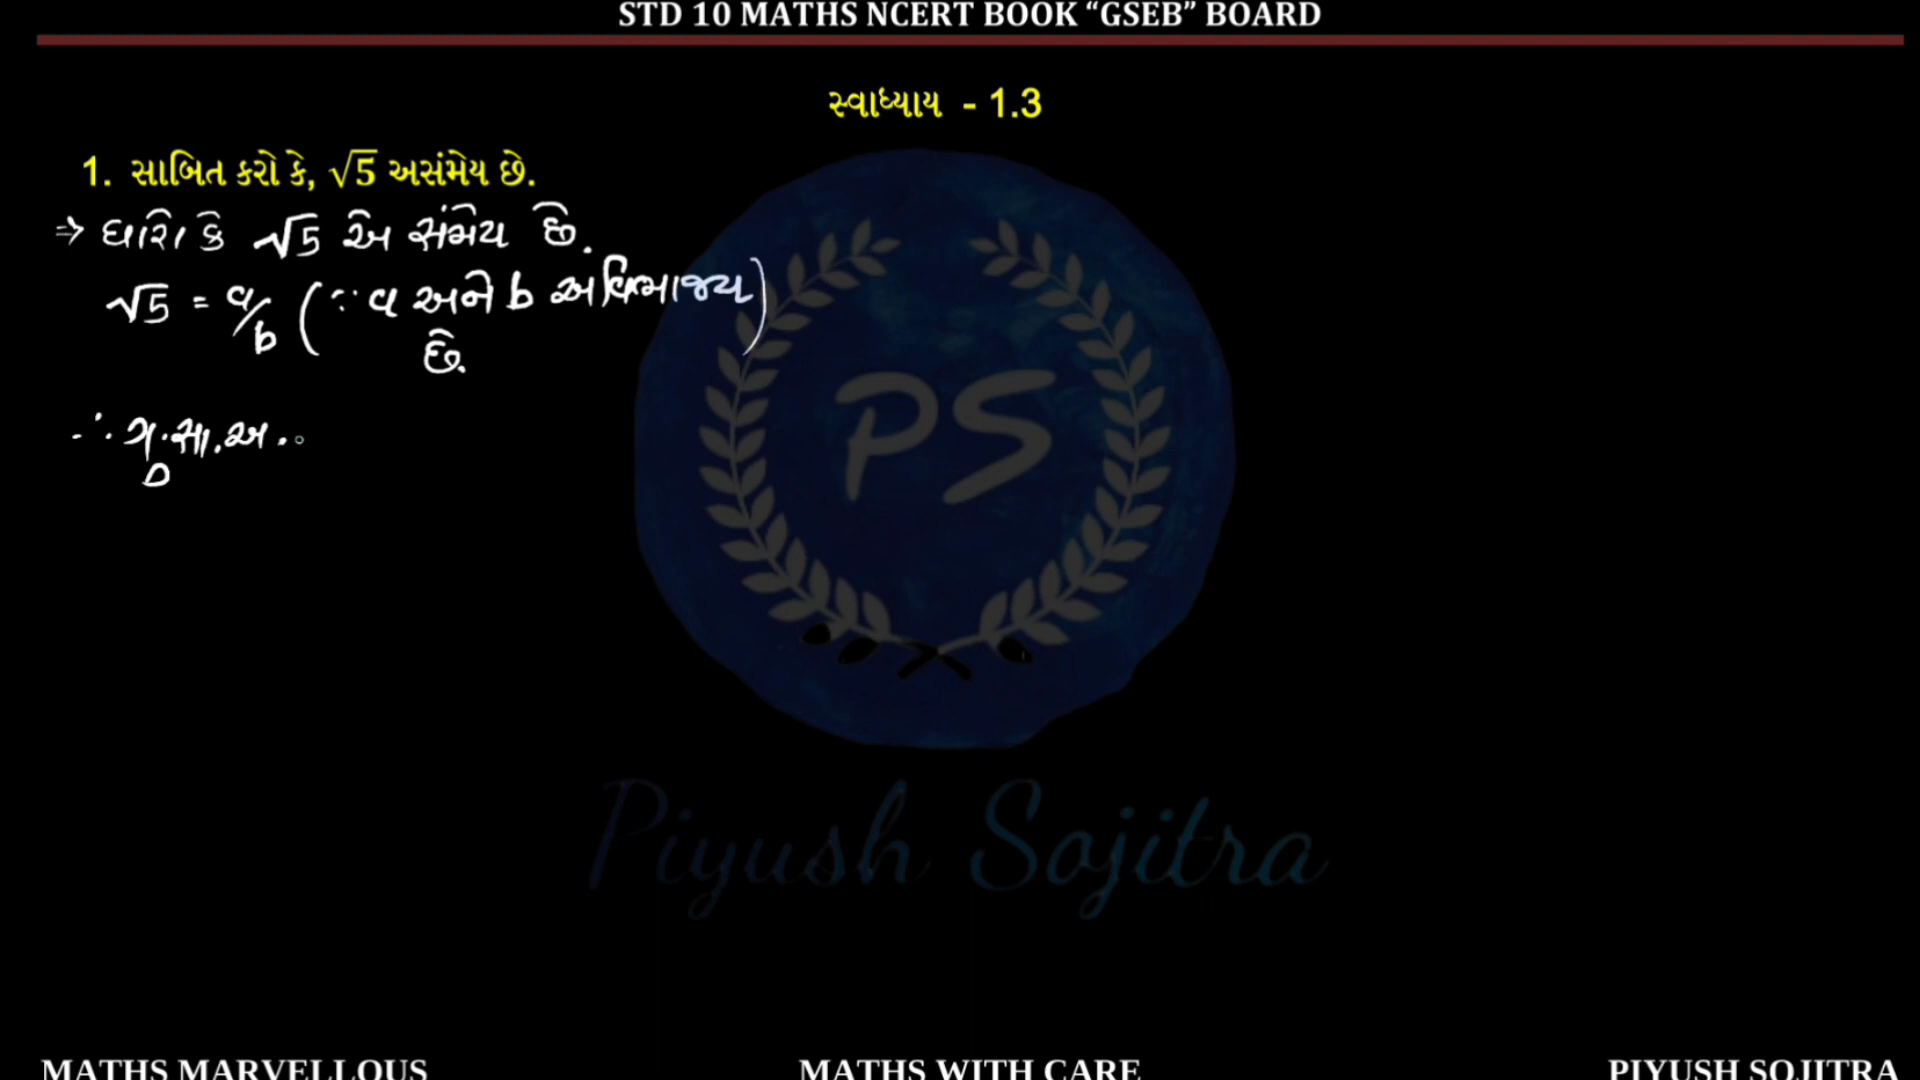 STD 10 MATHS NCERT BOOK “GSEB” BOARD
સ્વાધ્યાય - 1.3
1. સાબિત કરો કે, √5 અસંમેય છે.
⇒ ધારો કે √5 એ સંમેય છે.
√5 = a/b (∵ a અને b અવિભાજ્ય)
છે.
∴ ગુ.સા.અ.
PS
Piyush Sojitra
MATHS MARVELLOUS MATHS WITH CARE PIYUSH SOJITRA